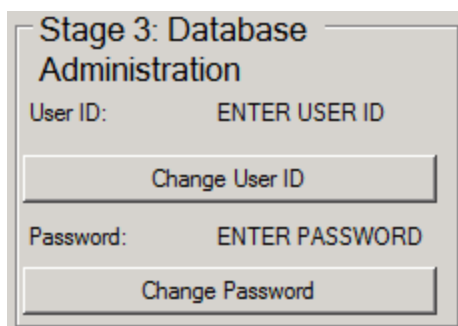 Stage 3: Database
Administration
User ID: ENTER USER ID
Change User ID
Password: ENTER PASSWORD
Change Password